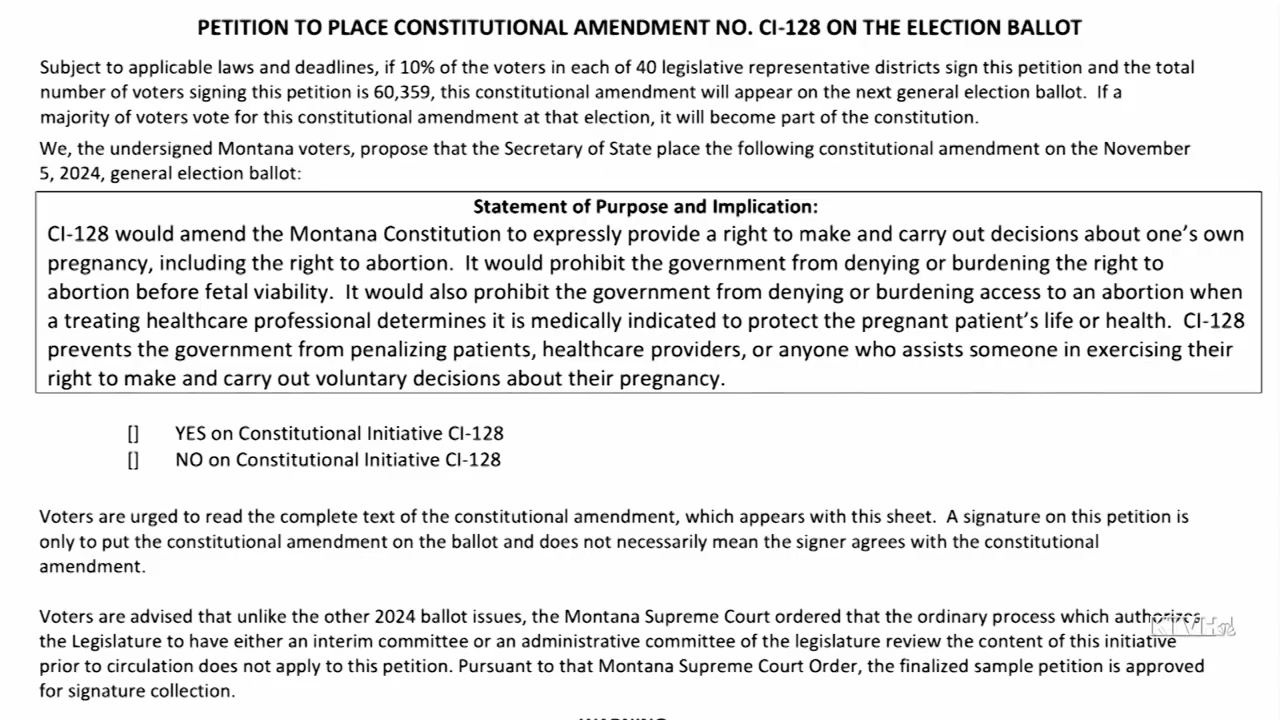 PETITION TO PLACE CONSTITUTIONAL AMENDMENT NO. CI-128 ON THE ELECTION BALLOT
Subject to applicable laws and deadlines, if 10% of the voters in each of 40 legislative representative districts sign this petition and the total
number of voters signing this petition is 60,359, this constitutional amendment will appear on the next general election ballot. If a
majority of voters vote for this constitutional amendment at that election, it will become part of the constitution.
We, the undersigned Montana voters, propose that the Secretary of State place the following constitutional amendment on the November
5, 2024, general election ballot:
Statement of Purpose and Implication:
CI-128 would amend the Montana Constitution to expressly provide a right to make and carry out decisions about one's own
pregnancy, including the right to abortion. It would prohibit the government from denying or burdening the right to
abortion before fetal viability. It would also prohibit the government from denying or burdening access to an abortion when
a treating healthcare professional determines it is medically indicated to protect the pregnant patient's life or health. CI-128
prevents the government from penalizing patients, healthcare providers, or anyone who assists someone in exercising their
right to make and carry out voluntary decisions about their pregnancy.
[] YES on Constitutional Initiative CI-128
[] NO on Constitutional Initiative CI-128
Voters are urged to read the complete text of the constitutional amendment, which appears with this sheet. A signature on this petition is
only to put the constitutional amendment on the ballot and does not necessarily mean the signer agrees with the constitutional
amendment.
Voters are advised that unlike the other 2024 ballot issues, the Montana Supreme Court ordered that the ordinary process which authorizes
the Legislature to have either an interim committee or an administrative committee of the legislature review the content of this initiative
prior to circulation does not apply to this petition. Pursuant to that Montana Supreme Court Order, the finalized sample petition is approved
for signature collection.
KTVH